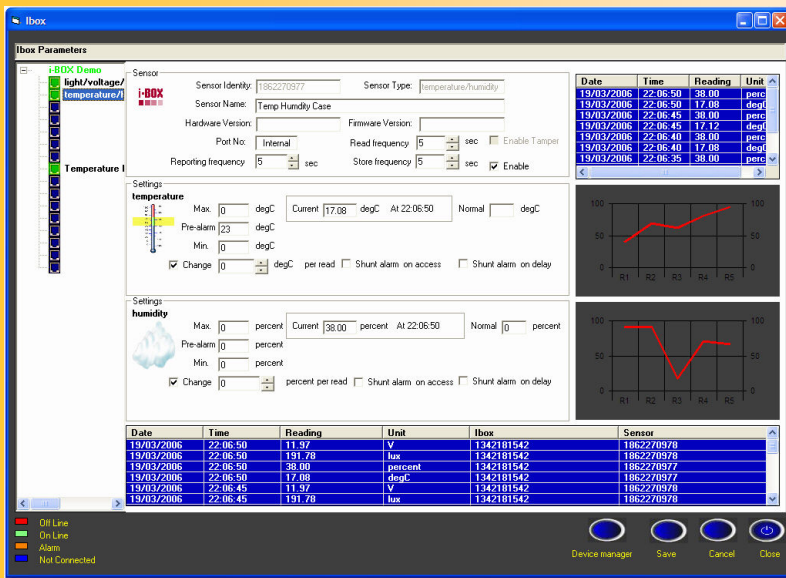 Ibox
Ibox Parameters
i-BOX Demo
light/voltage/
temperature/h
Temperature
Sensor
i·BOX
Sensor Identity: 1862270977 Sensor Type: temperature/humidity
Sensor Name: Temp Humdity Case
Hardware Version: Firmware Version:
Port No: Internal Read frequency 5 sec Enable Tamper
Reporting frequency 5 sec Store frequency 5 sec Enable
Date Time Reading Unit
19/03/2006 22:06:50 38.00 perc
19/03/2006 22:06:50 17.08 degC
19/03/2006 22:06:45 38.00 perc
19/03/2006 22:06:45 17.12 degC
19/03/2006 22:06:40 38.00 perc
19/03/2006 22:06:40 17.08 degC
19/03/2006 22:06:35 38.00 perc
Settings
temperature
Max. 0 degC Current 17.08 degC At 22:06:50 Normal degC
Pre-alarm 23 degC
Min. 0 degC
Change 0 degC per read Shunt alarm on access Shunt alarm on delay
100 100
50 50
0 0
R1 R2 R3 R4 R5
Settings
humidity
Max. 0 percent Current 38.00 percent At 22:06:50 Normal 0 percent
Pre-alarm 0 percent
Min. 0 percent
Change 0 percent per read Shunt alarm on access Shunt alarm on delay
100 100
50 50
0 0
R1 R2 R3 R4 R5
Date Time Reading Unit Ibox Sensor
19/03/2006 22:06:50 11.97 V 1342181542 1862270978
19/03/2006 22:06:50 191.78 lux 1342181542 1862270978
19/03/2006 22:06:50 38.00 percent 1342181542 1862270977
19/03/2006 22:06:50 17.08 degC 1342181542 1862270977
19/03/2006 22:06:45 11.97 V 1342181542 1862270978
19/03/2006 22:06:45 191.78 lux 1342181542 1862270978
Off Line
On Line
Alarm
Not Connected
Device manager Save Cancel Close